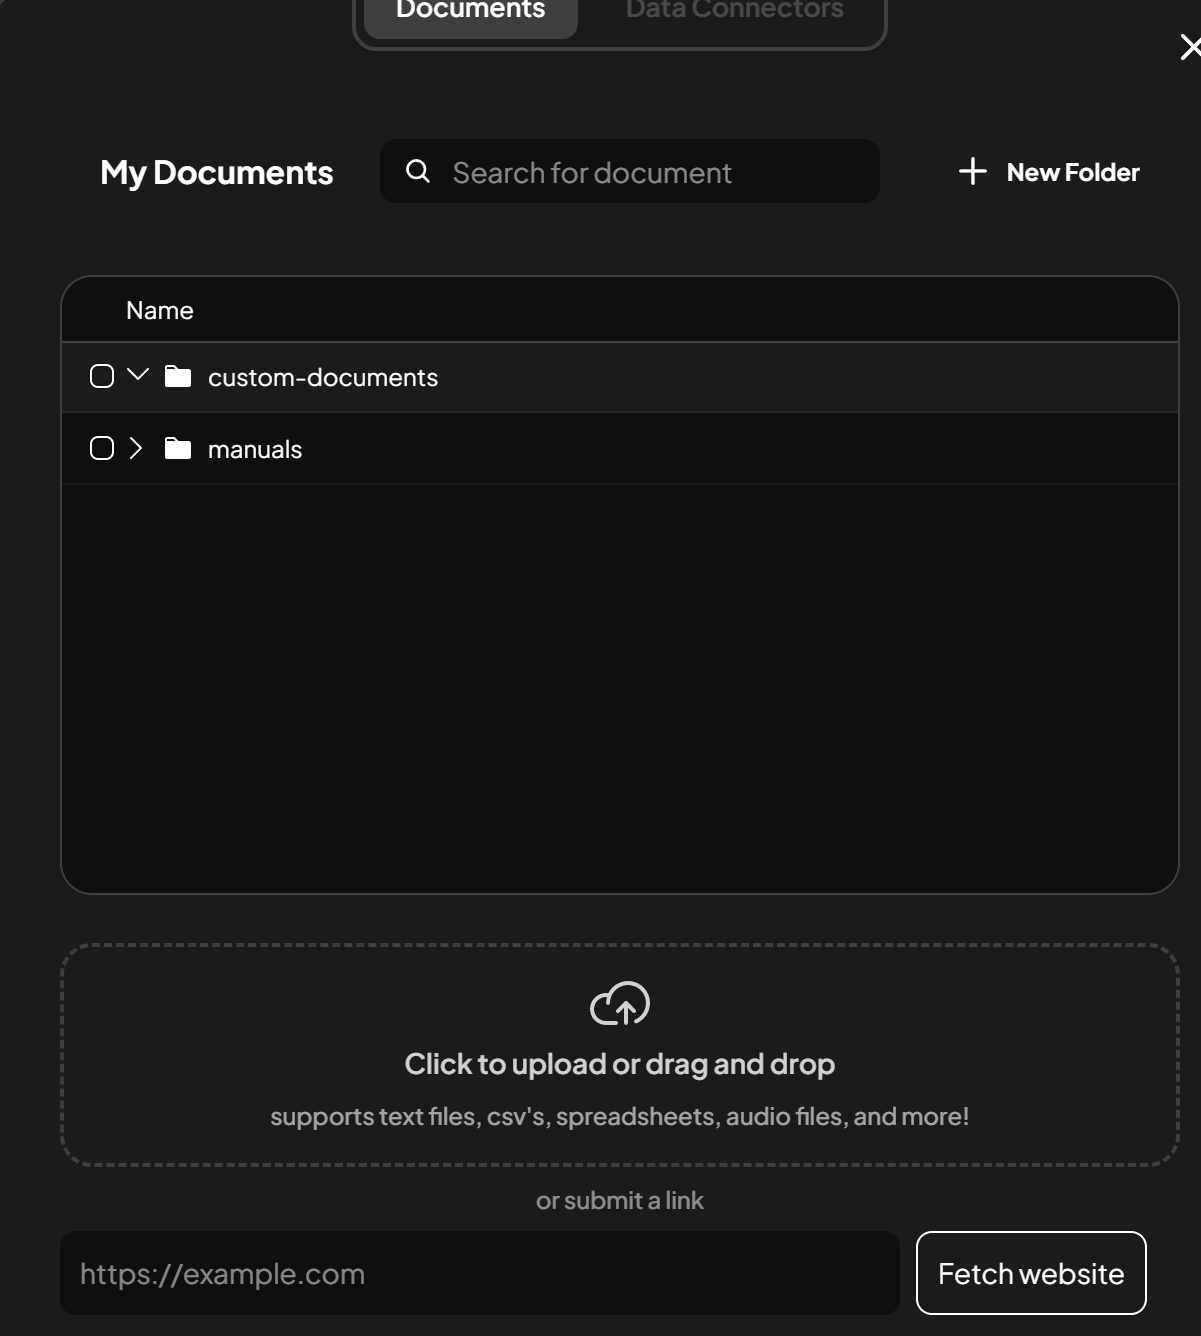 Documents
Data Connectors
My Documents
Search for document
New Folder
Name
custom-documents
manuals
Click to upload or drag and drop
supports text files, csv's, spreadsheets, audio files, and more!
or submit a link
https://example.com
Fetch website